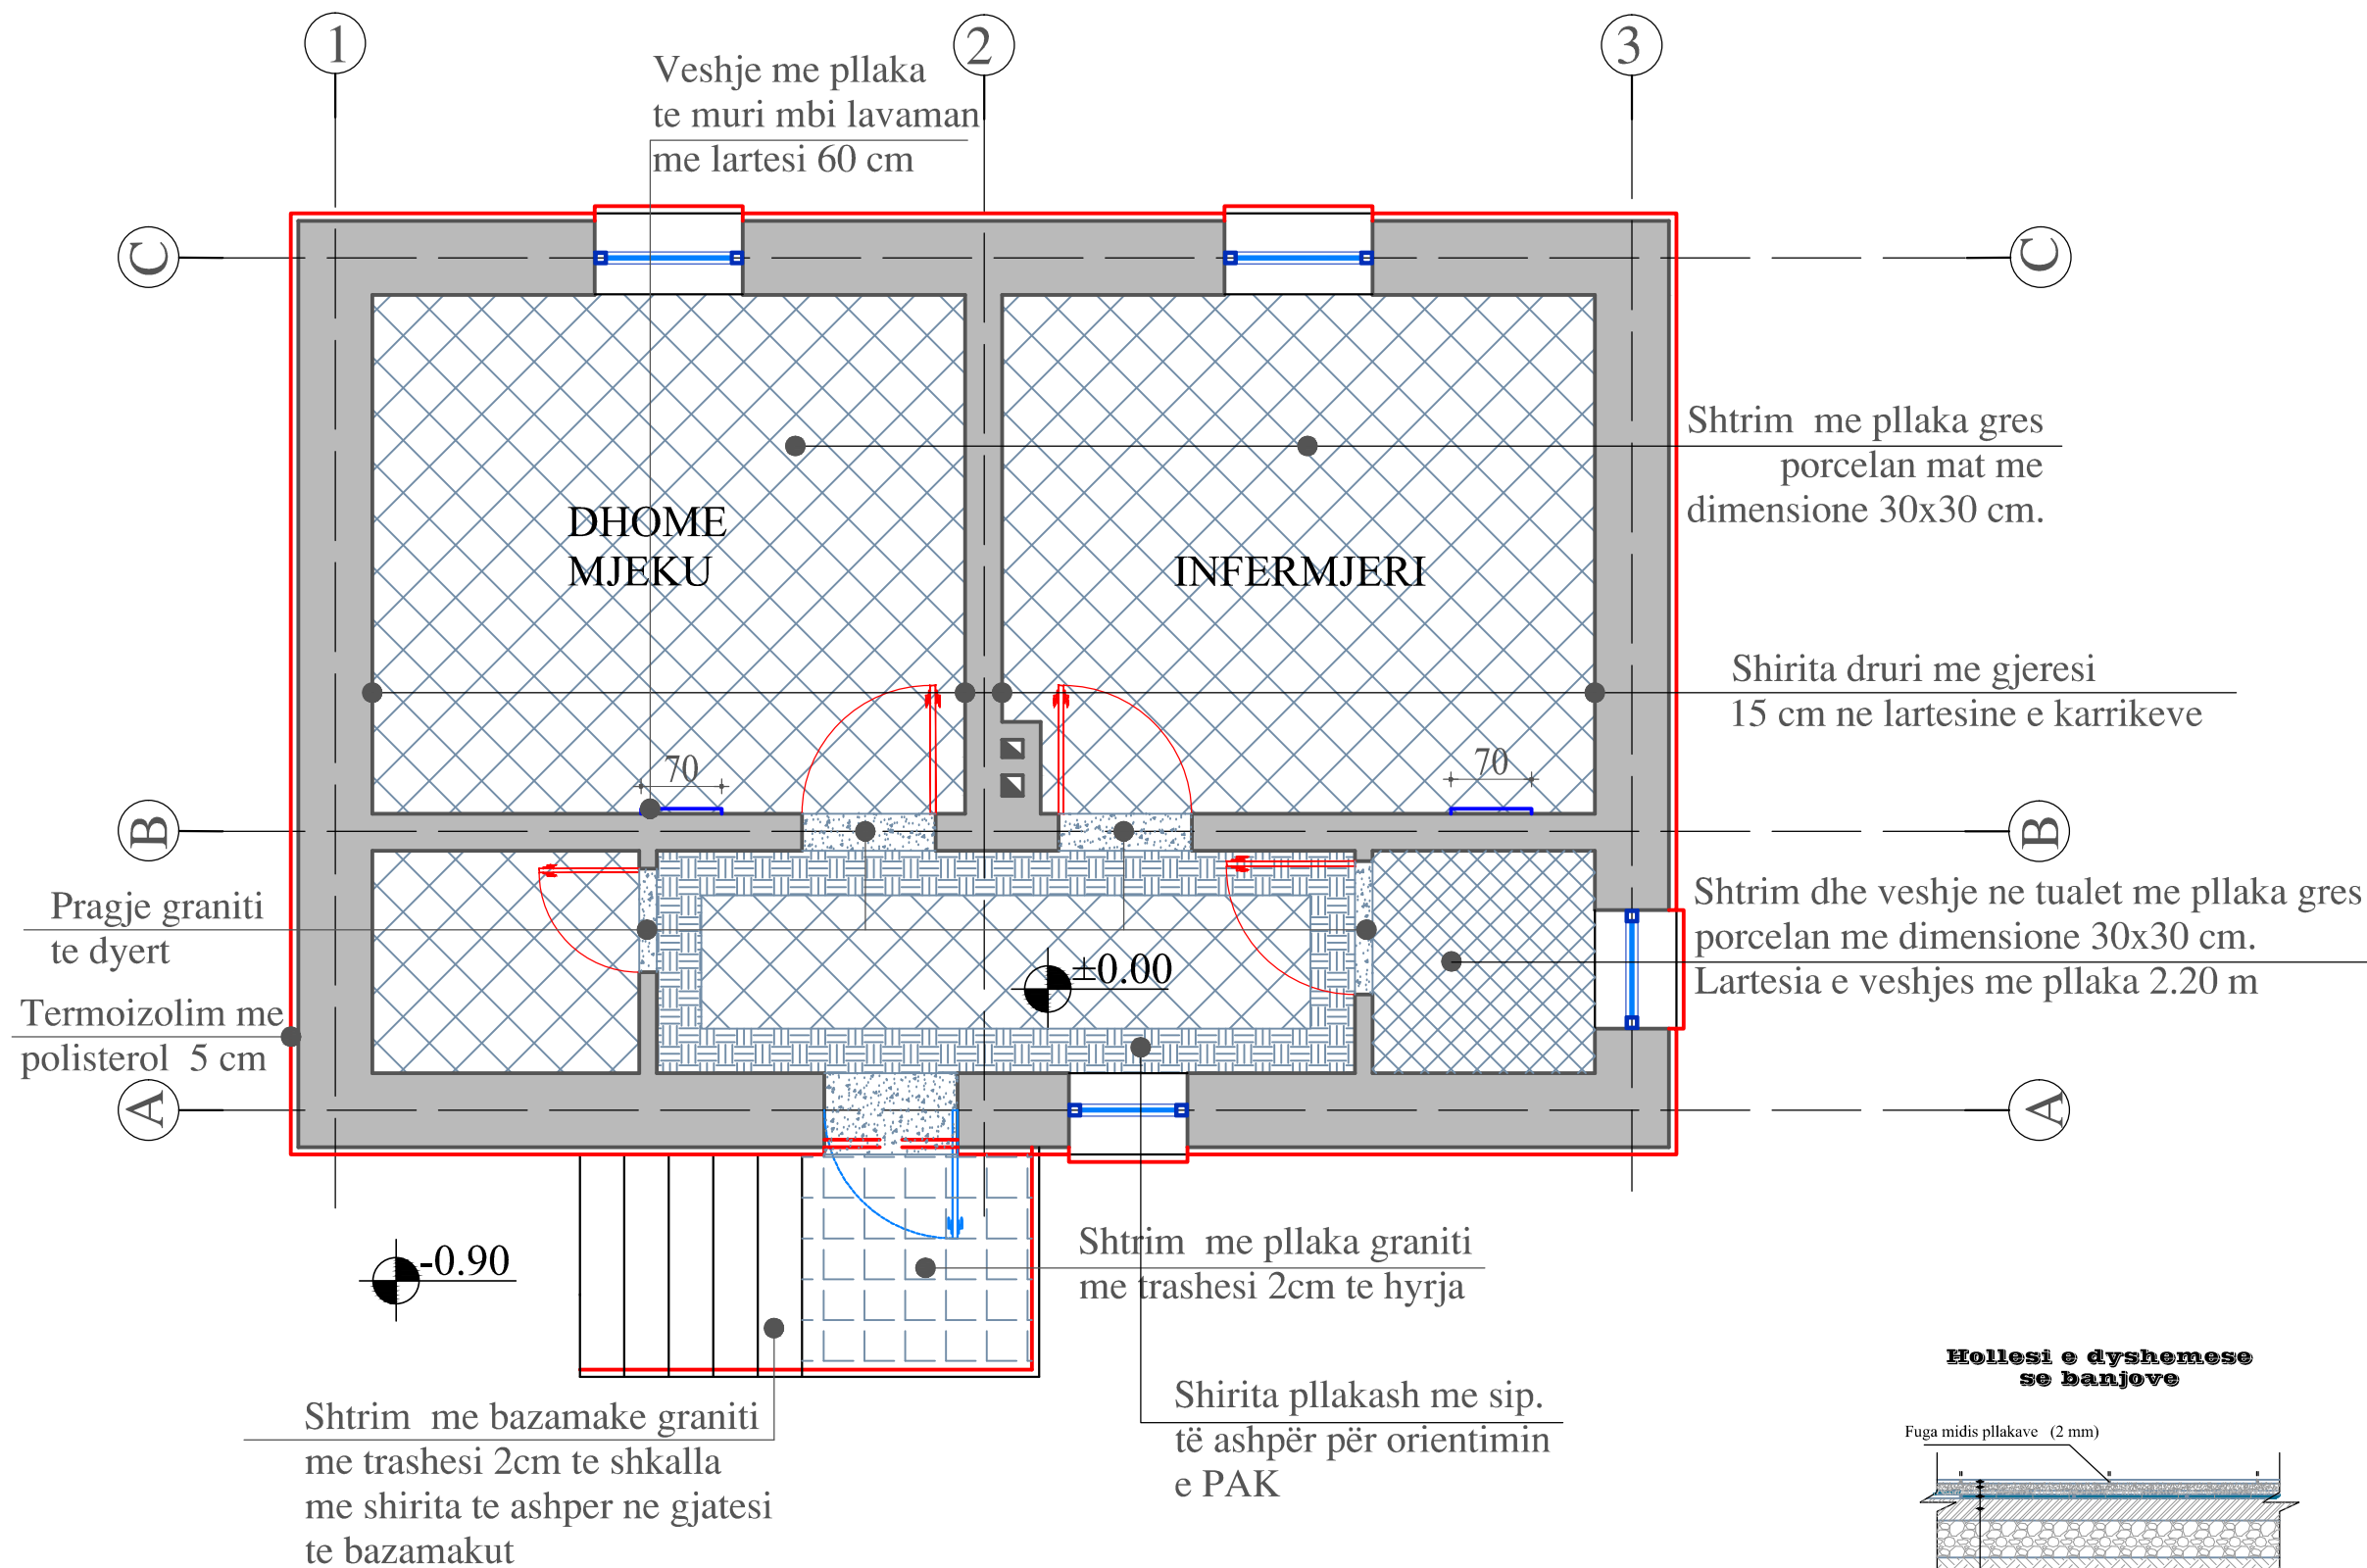 1
2
3
Veshje me pllaka
te muri mbi lavaman
me lartesi 60 cm
C
C
Shtrim me pllaka gres
porcelan mat me
dimensione 30x30 cm.
DHOME
MJEKU
INFERMJERI
Shirita druri me gjeresi
15 cm ne lartesine e karrikeve
70
70
B
B
Pragje graniti
te dyert
Shtrim dhe veshje ne tualet me pllaka gres
porcelan me dimensione 30x30 cm.
Lartesia e veshjes me pllaka 2.20 m
±0.00
Termoizolim me
polisterol 5 cm
A
A
-0.90
Shtrim me pllaka graniti
me trashesi 2cm te hyrja
Shtrim me bazamake graniti
me trashesi 2cm te shkalla
me shirita te ashper ne gjatesi
te bazamakut
Shirita pllakash me sip.
të ashpër për orientimin
e PAK
Hollesi e dyshemese
se banjove
Fuga midis pllakave (2 mm)